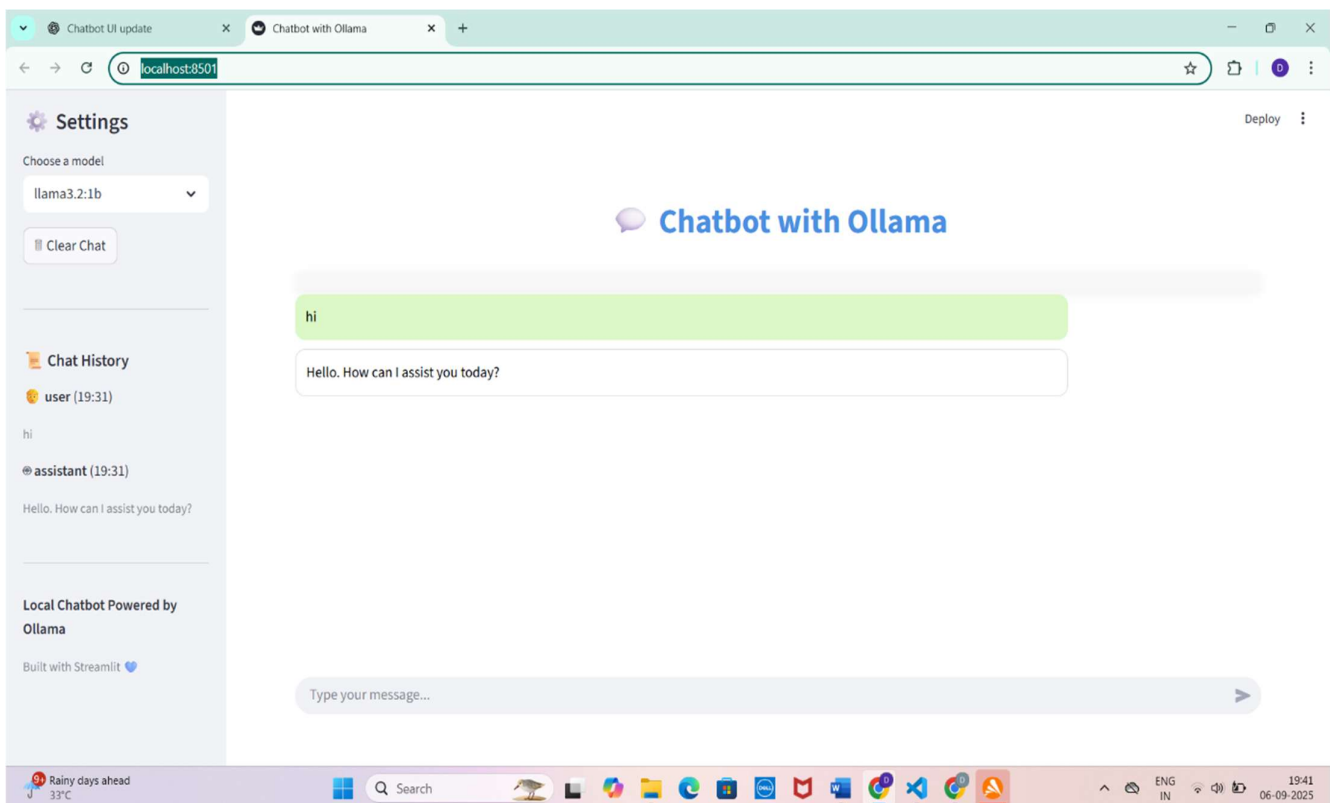 Chatbot UI update
Chatbot with Ollama
localhost:8501
Settings
Choose a model
llama3.2:1b
Clear Chat
Chat History
user (19:31)
hi
assistant (19:31)
Hello. How can I assist you today?
Local Chatbot Powered by
Ollama
Built with Streamlit
Deploy
Chatbot with Ollama
hi
Hello. How can I assist you today?
Type your message...
9+
Rainy days ahead
33°C
Search
DELL
W
D
D
ENG
IN
19:41
06-09-2025